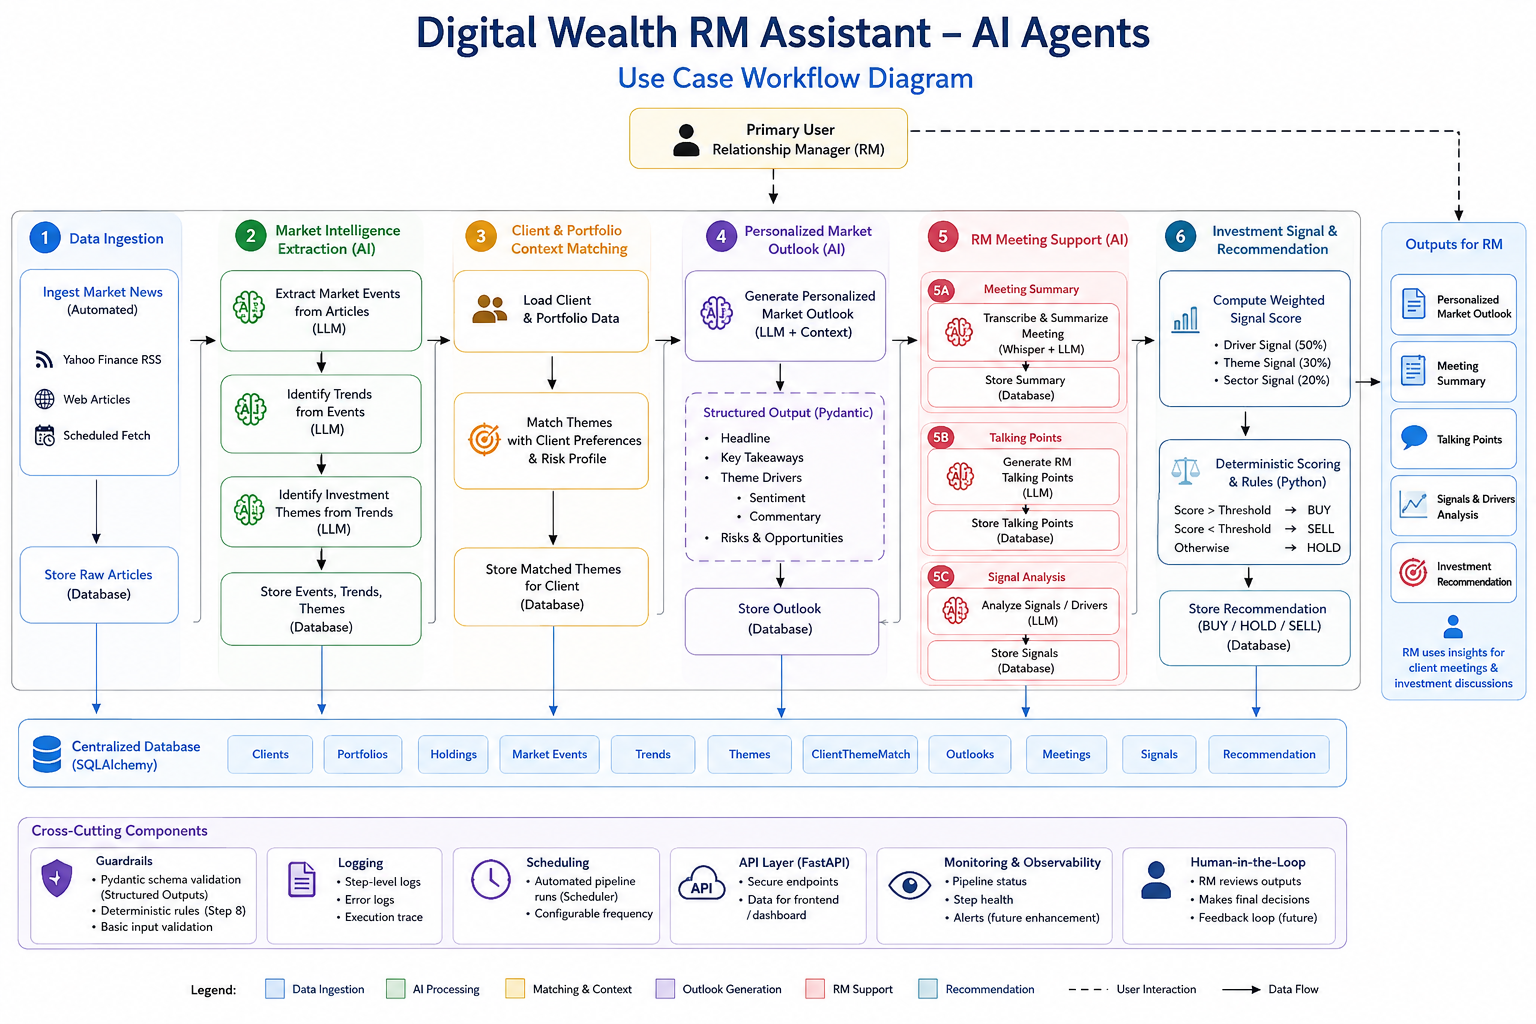 Digital Wealth RM Assistant – AI Agents
Use Case Workflow Diagram
Primary User
Relationship Manager (RM)
1 Data Ingestion
Ingest Market News
(Automated)
Yahoo Finance RSS
Web Articles
Scheduled Fetch
Store Raw Articles
(Database)
2 Market Intelligence
Extraction (AI)
Extract Market Events
from Articles
(LLM)
Identify Trends
from Events
(LLM)
Identify Investment
Themes from Trends
(LLM)
Store Events, Trends,
Themes
(Database)
3 Client & Portfolio
Context Matching
Load Client
& Portfolio Data
Match Themes
with Client Preferences
& Risk Profile
Store Matched Themes
for Client
(Database)
4 Personalized Market
Outlook (AI)
Generate Personalized
Market Outlook
(LLM + Context)
Structured Output (Pydantic)
• Headline
• Key Takeaways
• Theme Drivers
• Sentiment
• Commentary
• Risks & Opportunities
Store Outlook
(Database)
5 RM Meeting Support (AI)
5A Meeting Summary
Transcribe & Summarize
Meeting
(Whisper + LLM)
Store Summary
(Database)
5B Talking Points
Generate RM
Talking Points
(LLM)
Store Talking Points
(Database)
5C Signal Analysis
Analyze Signals / Drivers
(LLM)
Store Signals
(Database)
6 Investment Signal &
Recommendation
Compute Weighted
Signal Score
• Driver Signal (50%)
• Theme Signal (30%)
• Sector Signal (20%)
Deterministic Scoring
& Rules (Python)
Score > Threshold → BUY
Score < Threshold → SELL
Otherwise → HOLD
Store Recommendation
(BUY / HOLD / SELL)
(Database)
Outputs for RM
Personalized
Market Outlook
Meeting
Summary
Talking Points
Signals & Drivers
Analysis
Investment
Recommendation
RM uses insights for
client meetings &
investment discussions
Centralized Database
(SQLAlchemy)
Clients
Portfolios
Holdings
Market Events
Trends
Themes
ClientThemeMatch
Outlooks
Meetings
Signals
Recommendation
Cross-Cutting Components
Guardrails
• Pydantic schema validation
(Structured Outputs)
• Deterministic rules (Step 8)
• Basic input validation
Logging
• Step-level logs
• Error logs
• Execution trace
Scheduling
• Automated pipeline
runs (Scheduler)
• Configurable frequency
API
API Layer (FastAPI)
• Secure endpoints
• Data for frontend
/ dashboard
Monitoring & Observability
• Pipeline status
• Step health
• Alerts (future enhancement)
Human-in-the-Loop
• RM reviews outputs
• Makes final decisions
• Feedback loop (future)
Legend:
Data Ingestion
AI Processing
Matching & Context
Outlook Generation
RM Support
Recommendation
User Interaction
Data Flow